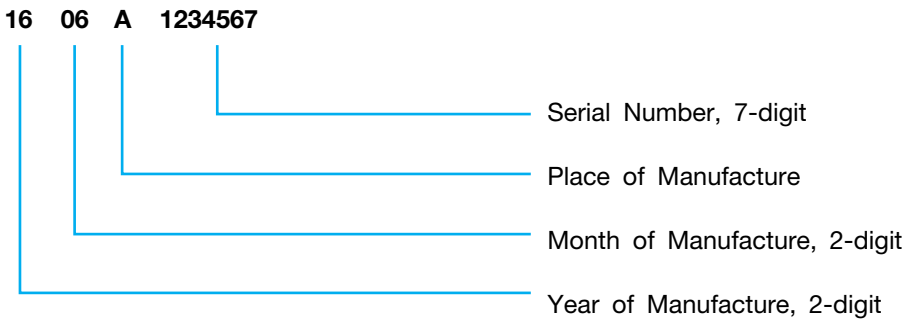 16 06 A 1234567
Serial Number, 7-digit
Place of Manufacture
Month of Manufacture, 2-digit
Year of Manufacture, 2-digit